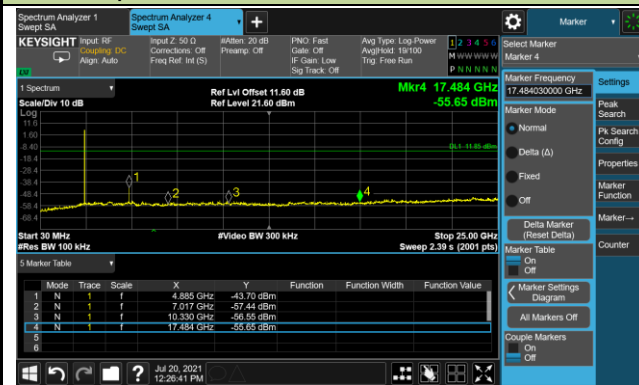 Spectrum Analyzer 1
Swept SA
Spectrum Analyzer 4
Swept SA
+
Marker
KEYSIGHT
Input: RF
Coupling: DC
Align: Auto
Input Z: 50 Ω
Corrections: Off
Freq Ref: Int (S)
#Atten: 20 dB
Preamp: Off
PNO: Fast
Gate: Off
IF Gain: Low
Sig Track: Off
Avg Type: Log-Power
Avg|Hold: 19/100
Trig: Free Run
1 2 3 4 5 6
M W W W W W
P N N N N N
Select Marker
Marker 4
1 Spectrum
Scale/Div 10 dB
Log
Ref Lvl Offset 11.60 dB
Ref Level 21.60 dBm
Mkr4 17.484 GHz
-55.65 dBm
11.6
1.60
-8.40
-18.4
-28.4
-38.4
-48.4
-58.4
-68.4
DL1 -11.85 dBm
1
2
3
4
Start 30 MHz
#Res BW 100 kHz
#Video BW 300 kHz
Stop 25.00 GHz
Sweep 2.39 s (2001 pts)
5 Marker Table
Mode Trace Scale X Y Function Function Width Function Value
1 N 1 f 4.885 GHz -43.70 dBm
2 N 1 f 7.017 GHz -57.44 dBm
3 N 1 f 10.330 GHz -56.55 dBm
4 N 1 f 17.484 GHz -55.65 dBm
5
6
Marker Frequency
17.484030000 GHz
Marker Mode
Normal
Delta (Δ)
Fixed
Off
Delta Marker
(Reset Delta)
Marker Table
On
Off
Marker Settings
Diagram
All Markers Off
Couple Markers
On
Off
Settings
Peak
Search
Pk Search
Config
Properties
Marker
Function
Marker→
Counter
?
Jul 20, 2021
12:26:41 PM